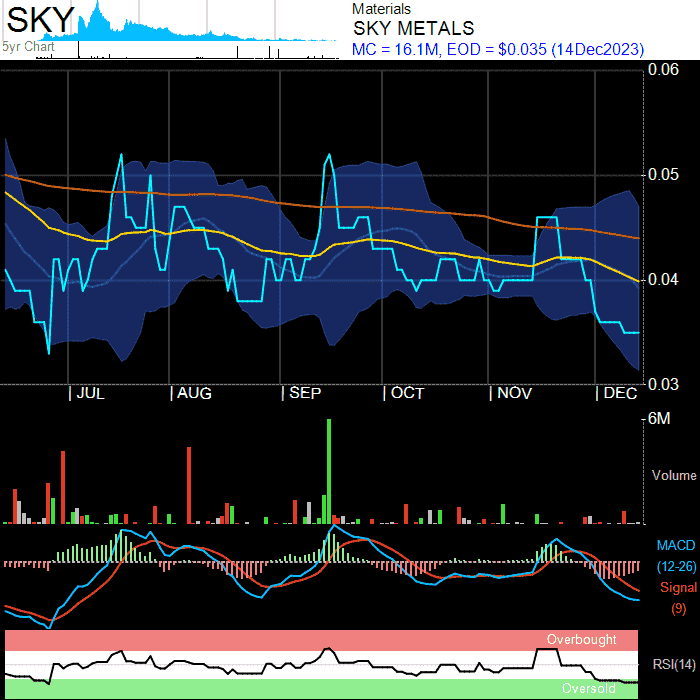 SKY
5yr Chart
Materials
SKY METALS
MC = 16.1M, EOD = $0.035 (14Dec2023)
0.06
0.05
0.04
0.03
JUL AUG SEP OCT NOV DEC
6M
Volume
MACD
(12-26)
Signal
(9)
Overbought
RSI(14)
Oversold